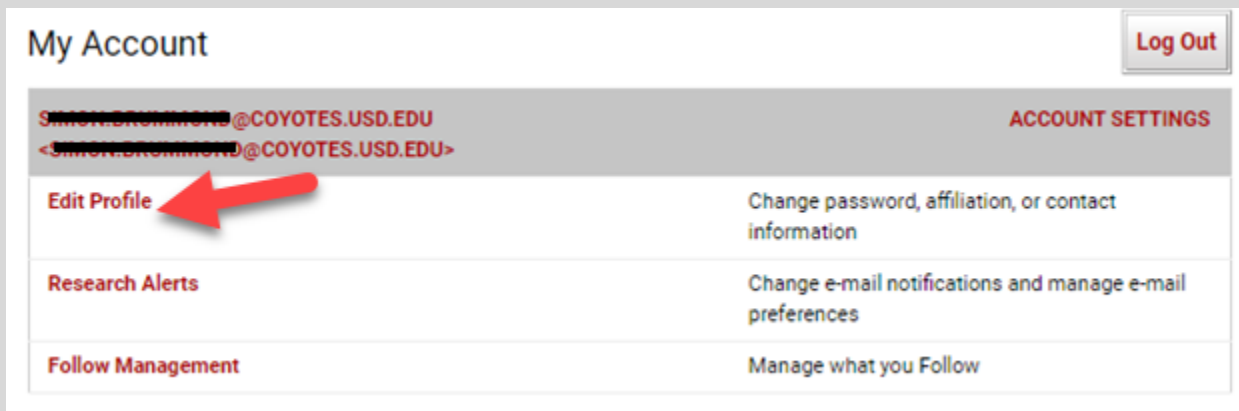 My Account
Log Out
@COYOTES.USD.EDU
ACCOUNT SETTINGS
@COYOTES.USD.EDU>
Edit Profile
Change password, affiliation, or contact
information
Research Alerts
Change e-mail notifications and manage e-mail
preferences
Follow Management
Manage what you Follow